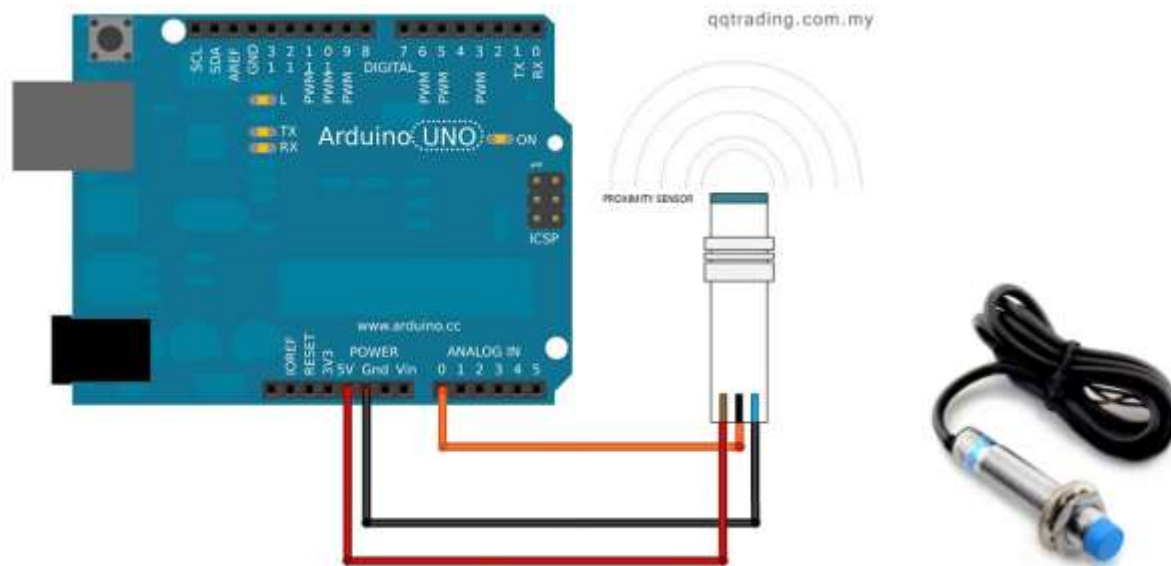 qqtrading.com.my
SCL
SDA
AREF
GND
13
12
PWM 11
PWM 10
PWM 9
8
7
PWM 6
PWM 5
4
PWM 3
2
TX 1
RX 0
DIGITAL
L
TX
RX
Arduino UNO
ON
PROXIMITY SENSOR
ICSP
www.arduino.cc
IOREF
RESET
3V3
POWER
ANALOG IN
5V Gnd Vin
0 1 2 3 4 5